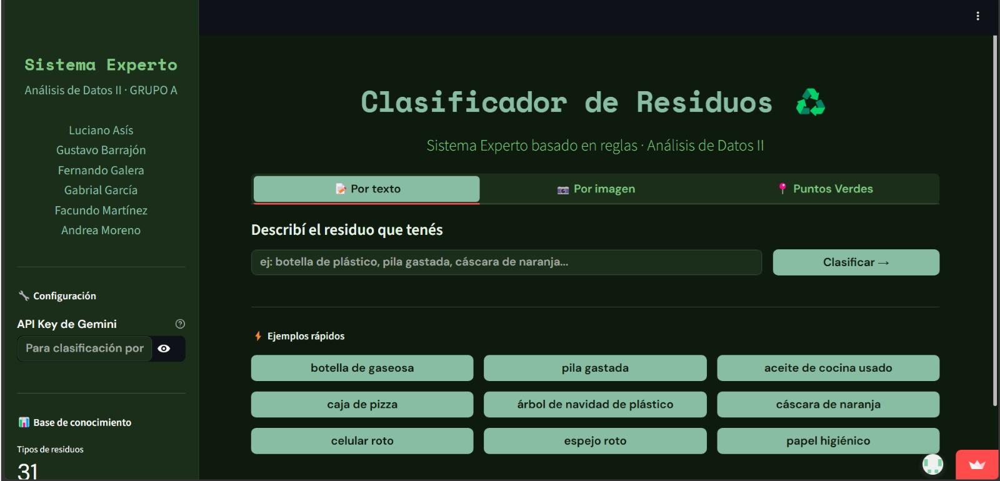 Sistema Experto
Análisis de Datos II · GRUPO A
Luciano Asís
Gustavo Barrajón
Fernando Galera
Gabrial García
Facundo Martínez
Andrea Moreno
Configuración
API Key de Gemini
Para clasificación por
Base de conocimiento
Tipos de residuos
31
Clasificador de Residuos
Sistema Experto basado en reglas · Análisis de Datos II
Por texto
Por imagen
Puntos Verdes
Describí el residuo que tenés
ej: botella de plástico, pila gastada, cáscara de naranja...
Clasificar →
Ejemplos rápidos
botella de gaseosa
pila gastada
aceite de cocina usado
caja de pizza
árbol de navidad de plástico
cáscara de naranja
celular roto
espejo roto
papel higiénico